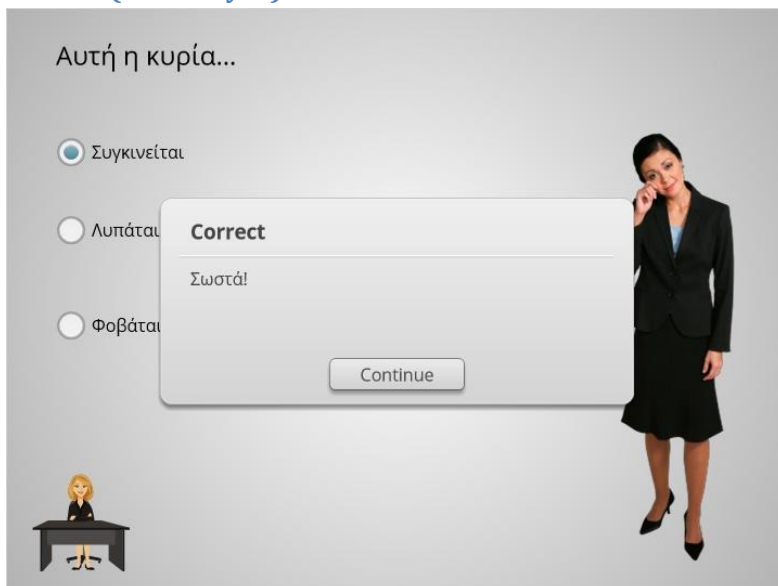 Αυτή η κυρία...
Συγκινείται
Λυπάται
Φοβάται
Correct
Σωστά!
Continue